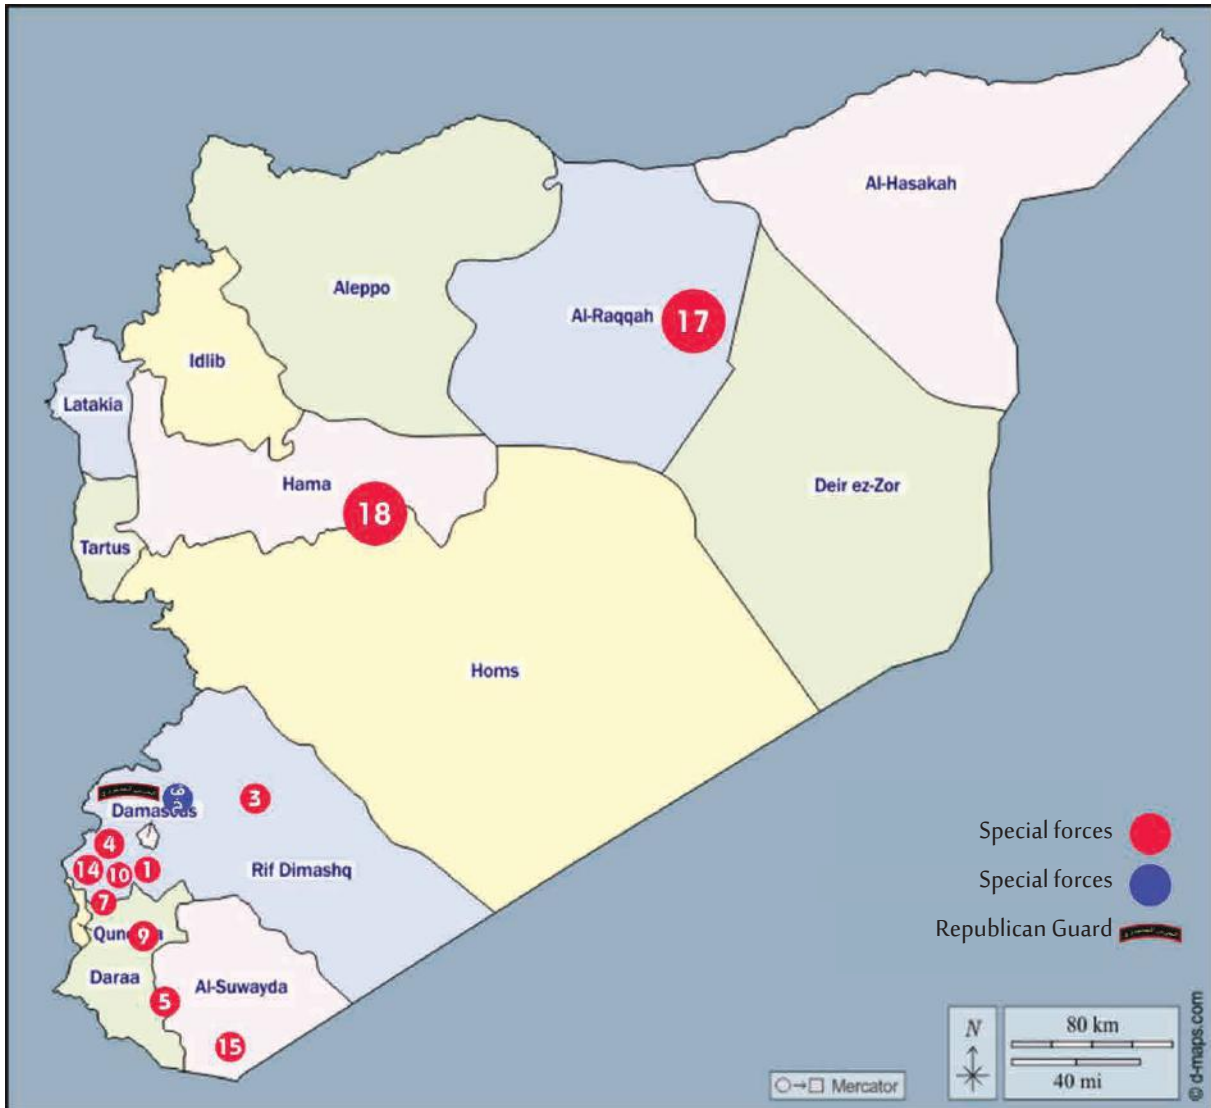 Al-Hasakah
Aleppo
Al-Raqqah
17
Idlib
Latakia
Hama
Deir ez-Zor
18
Tartus
Homs
3
Damascus
4
14
10
1
Rif Dimashq
7
9
Daraa
Al-Suwayda
5
15
Special forces
Special forces
Republican Guard
N
80 km
40 mi
Mercator
© d-maps.com